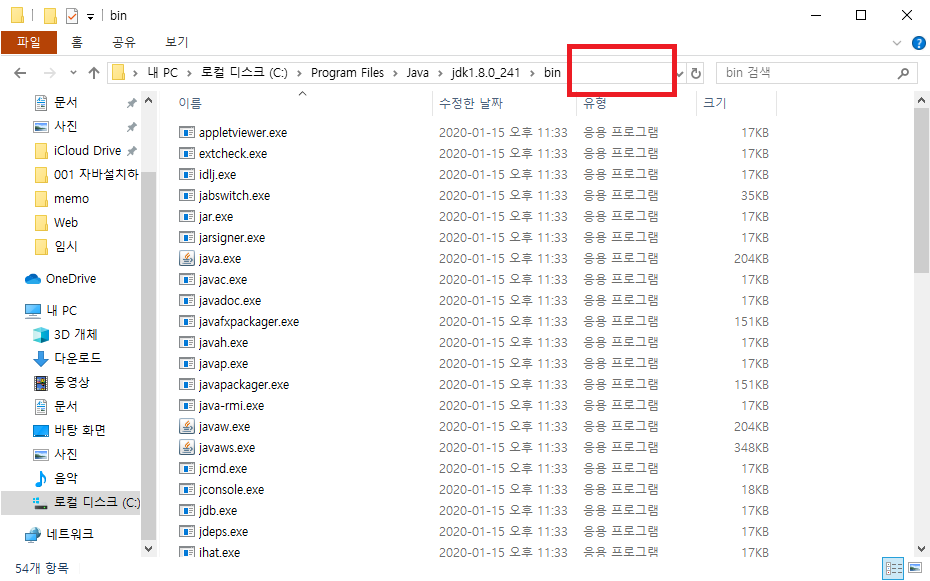 bin
파일 홈 공유 보기
내 PC > 로컬 디스크 (C:) > Program Files > Java > jdk1.8.0_241 > bin
bin 검색
문서
사진
iCloud Drive
001 자바설치하
memo
Web
임시
OneDrive
내 PC
3D 개체
다운로드
동영상
문서
바탕 화면
사진
음악
로컬 디스크 (C:)
네트워크
이름 수정한 날짜 유형 크기
appletviewer.exe 2020-01-15 오후 11:33 응용 프로그램 17KB
extcheck.exe 2020-01-15 오후 11:33 응용 프로그램 17KB
idlj.exe 2020-01-15 오후 11:33 응용 프로그램 17KB
jabswitch.exe 2020-01-15 오후 11:33 응용 프로그램 35KB
jar.exe 2020-01-15 오후 11:33 응용 프로그램 17KB
jarsigner.exe 2020-01-15 오후 11:33 응용 프로그램 17KB
java.exe 2020-01-15 오후 11:33 응용 프로그램 204KB
javac.exe 2020-01-15 오후 11:33 응용 프로그램 17KB
javadoc.exe 2020-01-15 오후 11:33 응용 프로그램 17KB
javafxpackager.exe 2020-01-15 오후 11:33 응용 프로그램 151KB
javah.exe 2020-01-15 오후 11:33 응용 프로그램 17KB
javap.exe 2020-01-15 오후 11:33 응용 프로그램 17KB
javapackager.exe 2020-01-15 오후 11:33 응용 프로그램 151KB
java-rmi.exe 2020-01-15 오후 11:33 응용 프로그램 17KB
javaw.exe 2020-01-15 오후 11:33 응용 프로그램 204KB
javaws.exe 2020-01-15 오후 11:33 응용 프로그램 348KB
jcmd.exe 2020-01-15 오후 11:33 응용 프로그램 17KB
jconsole.exe 2020-01-15 오후 11:33 응용 프로그램 18KB
jdb.exe 2020-01-15 오후 11:33 응용 프로그램 17KB
jdeps.exe 2020-01-15 오후 11:33 응용 프로그램 17KB
jhat.exe 2020-01-15 오후 11:33 응용 프로그램 17KB
54개 항목